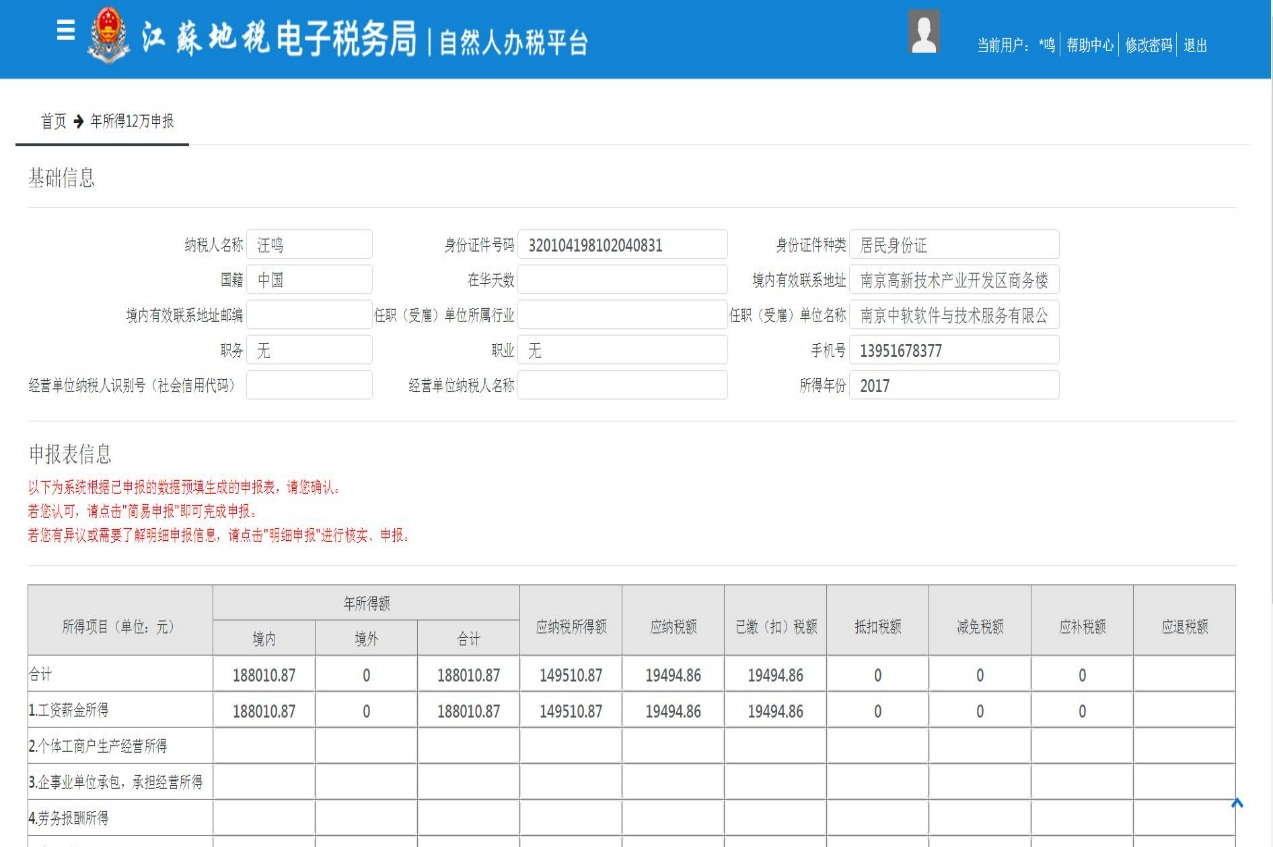 江蘇地税电子税务局|自然人办税平台
当前用户： *鸣 | 帮助中心 | 修改密码 | 退出
首页 ➔ 年所得12万申报
基础信息
纳税人名称 汪鸣 身份证件号码 320104198102040831 身份证件种类 居民身份证
国籍 中国 在华天数 境内有效联系地址 南京高新技术产业开发区商务楼
境内有效联系地址邮编 任职（受雇）单位所属行业 任职（受雇）单位名称 南京中软软件与技术服务有限公
职务 无 职业 无 手机号 13951678377
经营单位纳税人识别号（社会信用代码） 经营单位纳税人名称 所得年份 2017
申报表信息
以下为系统根据已申报的数据预填生成的申报表，请您确认。
若您认可，请点击"简易申报"即可完成申报。
若您有异议或需要了解明细申报信息，请点击"明细申报"进行核实、申报。
所得项目（单位：元） 年所得额 应纳税所得额 应纳税额 已缴（扣）税额 抵扣税额 减免税额 应补税额 应退税额
境内 境外 合计
合计 188010.87 0 188010.87 149510.87 19494.86 19494.86 0 0 0
1.工资薪金所得 188010.87 0 188010.87 149510.87 19494.86 19494.86 0 0 0
2.个体工商户生产经营所得
3.企事业单位承包，承担经营所得
4.劳务报酬所得